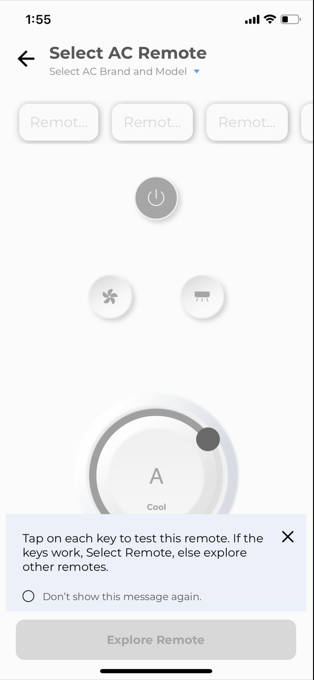 1:55
Select AC Remote
Select AC Brand and Model
Remot...
Remot...
Remot...
A
Cool
Tap on each key to test this remote. If the
keys work, Select Remote, else explore
other remotes.
Don't show this message again.
Explore Remote